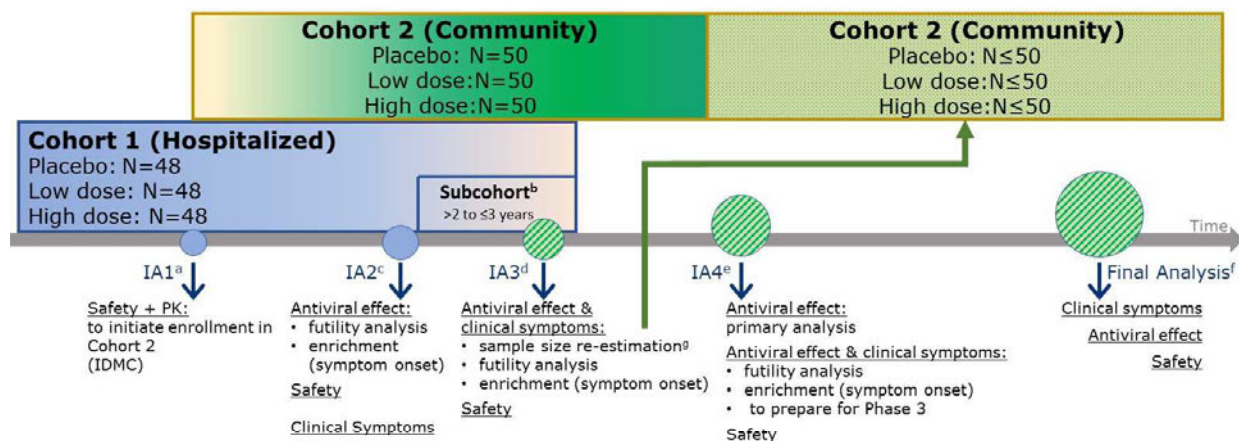 Cohort 2 (Community)
Placebo: N=50
Low dose:N=50
High dose:N=50
Cohort 2 (Community)
Placebo: N≤50
Low dose:N≤50
High dose:N≤50
Cohort 1 (Hospitalized)
Placebo: N=48
Low dose: N=48
High dose: N=48
Subcohortᵇ
>2 to ≤3 years
Time
IA1ᵃ
Safety + PK:
to initiate enrollment in
Cohort 2
(IDMC)
IA2ᶜ
Antiviral effect:
• futility analysis
• enrichment
(symptom onset)
Safety
Clinical Symptoms
IA3ᵈ
Antiviral effect &
clinical symptoms:
• sample size re-estimationᵍ
• futility analysis
• enrichment (symptom onset)
Safety
IA4ᵉ
Antiviral effect:
primary analysis
Antiviral effect & clinical symptoms:
• futility analysis
• enrichment (symptom onset)
• to prepare for Phase 3
Safety
Final Analysisᶠ
Clinical symptoms
Antiviral effect
Safety